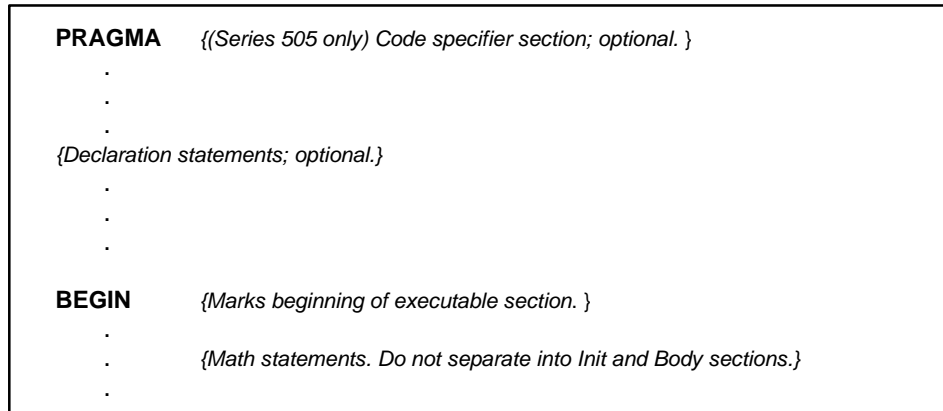 PRAGMA {(Series 505 only) Code specifier section; optional. }
.
.
.
{Declaration statements; optional.}
.
.
.
BEGIN {Marks beginning of executable section. }
.
. {Math statements. Do not separate into Init and Body sections.}
.